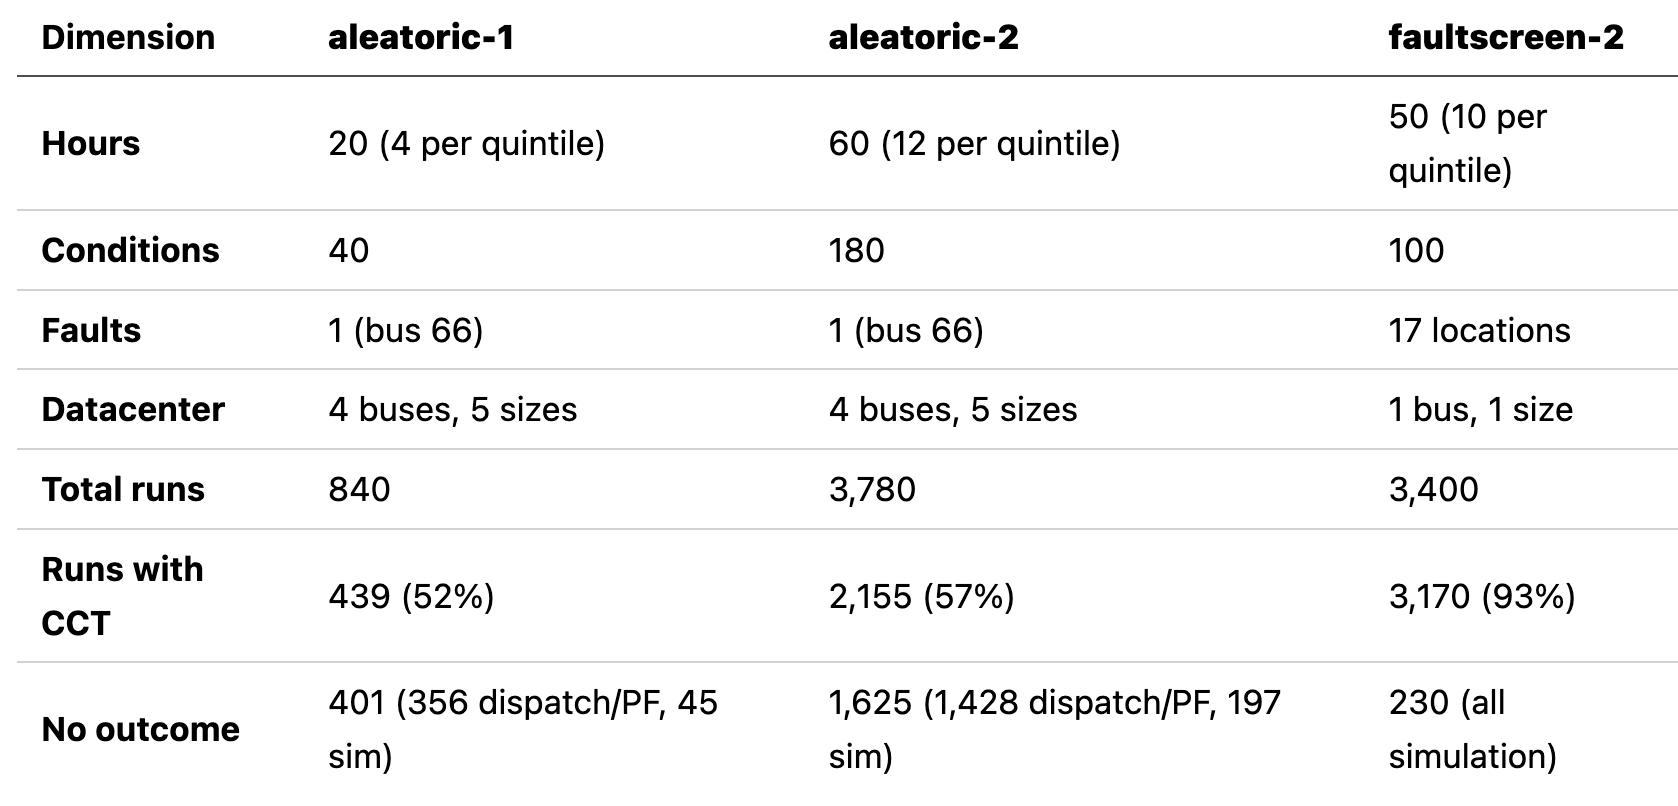 Dimension aleatoric-1 aleatoric-2 faultscreen-2
Hours 20 (4 per quintile) 60 (12 per quintile) 50 (10 per
quintile)
Conditions 40 180 100
Faults 1 (bus 66) 1 (bus 66) 17 locations
Datacenter 4 buses, 5 sizes 4 buses, 5 sizes 1 bus, 1 size
Total runs 840 3,780 3,400
Runs with
CCT 439 (52%) 2,155 (57%) 3,170 (93%)
No outcome 401 (356 dispatch/PF, 45
sim) 1,625 (1,428 dispatch/PF, 197
sim) 230 (all
simulation)